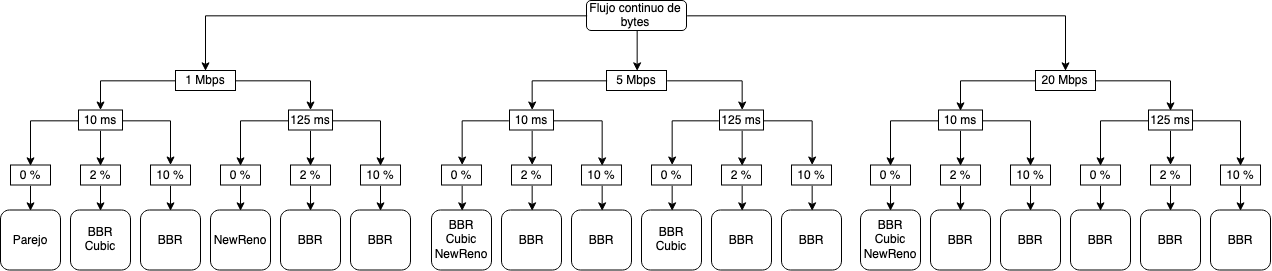 Flujo continuo de
bytes
1 Mbps
5 Mbps
20 Mbps
10 ms
125 ms
10 ms
125 ms
10 ms
125 ms
0 %
2 %
10 %
0 %
2 %
10 %
0 %
2 %
10 %
0 %
2 %
10 %
0 %
2 %
10 %
0 %
2 %
10 %
Parejo
BBR
Cubic
BBR
NewReno
BBR
BBR
BBR
Cubic
NewReno
BBR
BBR
BBR
Cubic
BBR
BBR
BBR
Cubic
NewReno
BBR
BBR
BBR
BBR
BBR